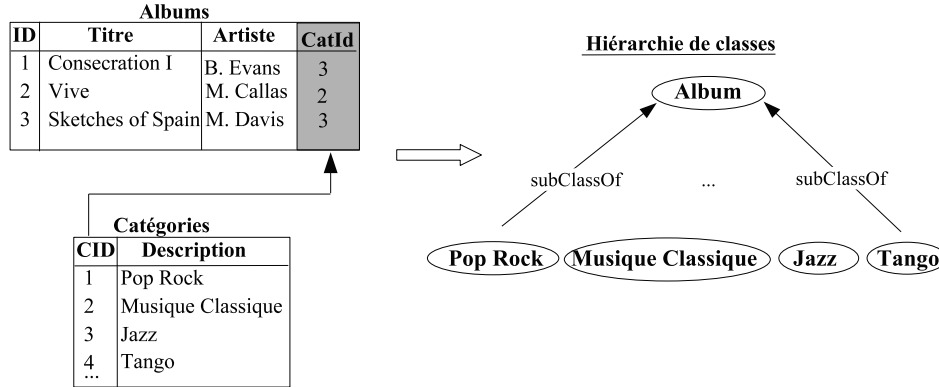 Albums
ID Titre Artiste CatId
1 Consecration I B. Evans 3
2 Vive M. Callas 2
3 Sketches of Spain M. Davis 3
Catégories
CID Description
1 Pop Rock
2 Musique Classique
3 Jazz
4 Tango
...
Hiérarchie de classes
Album
subClassOf ... subClassOf
Pop Rock Musique Classique Jazz Tango